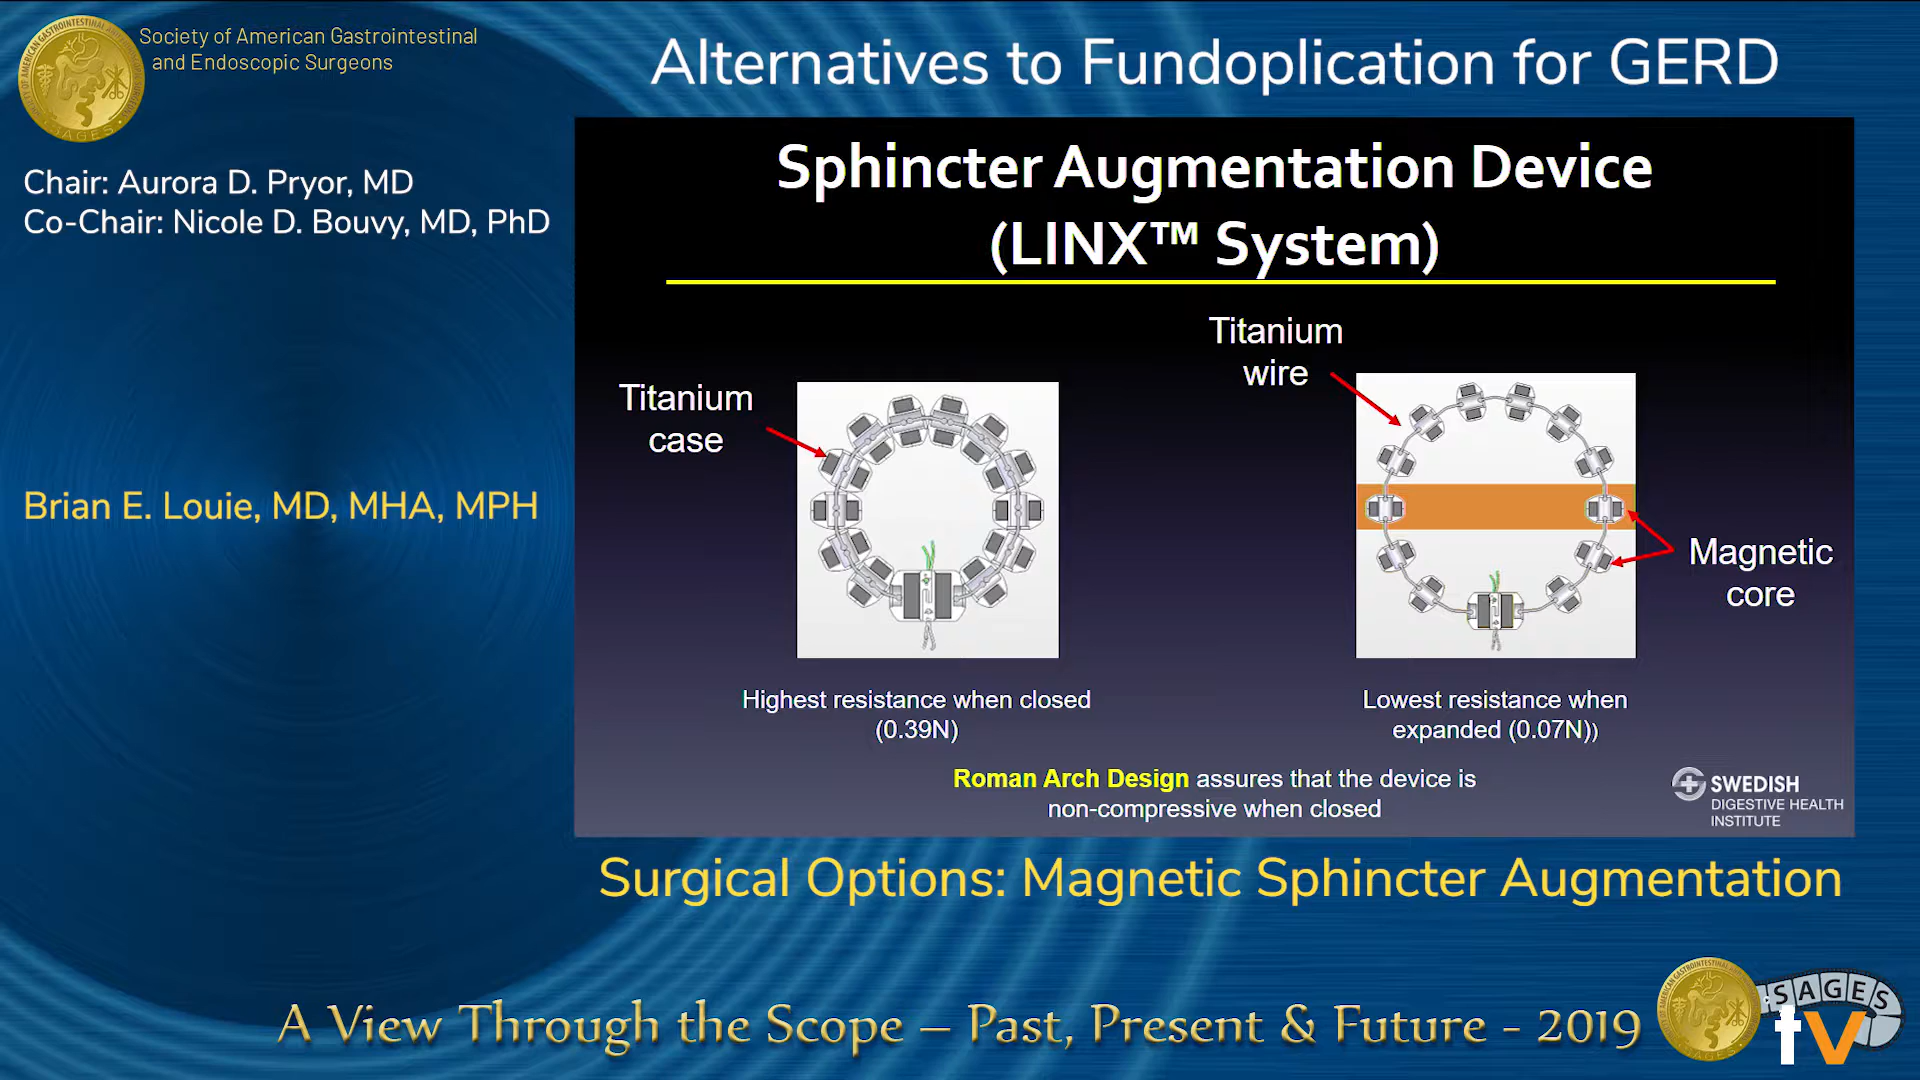 Society of American Gastrointestinal
and Endoscopic Surgeons
Alternatives to Fundoplication for GERD
Chair: Aurora D. Pryor, MD
Co-Chair: Nicole D. Bouvy, MD, PhD
Brian E. Louie, MD, MHA, MPH
Sphincter Augmentation Device
(LINX™ System)
Titanium
case
Titanium
wire
Magnetic
core
Highest resistance when closed
(0.39N)
Lowest resistance when
expanded (0.07N))
Roman Arch Design assures that the device is
non-compressive when closed
SWEDISH
DIGESTIVE HEALTH
INSTITUTE
Surgical Options: Magnetic Sphincter Augmentation
A View Through the Scope – Past, Present & Future - 2019
SAGES
tv